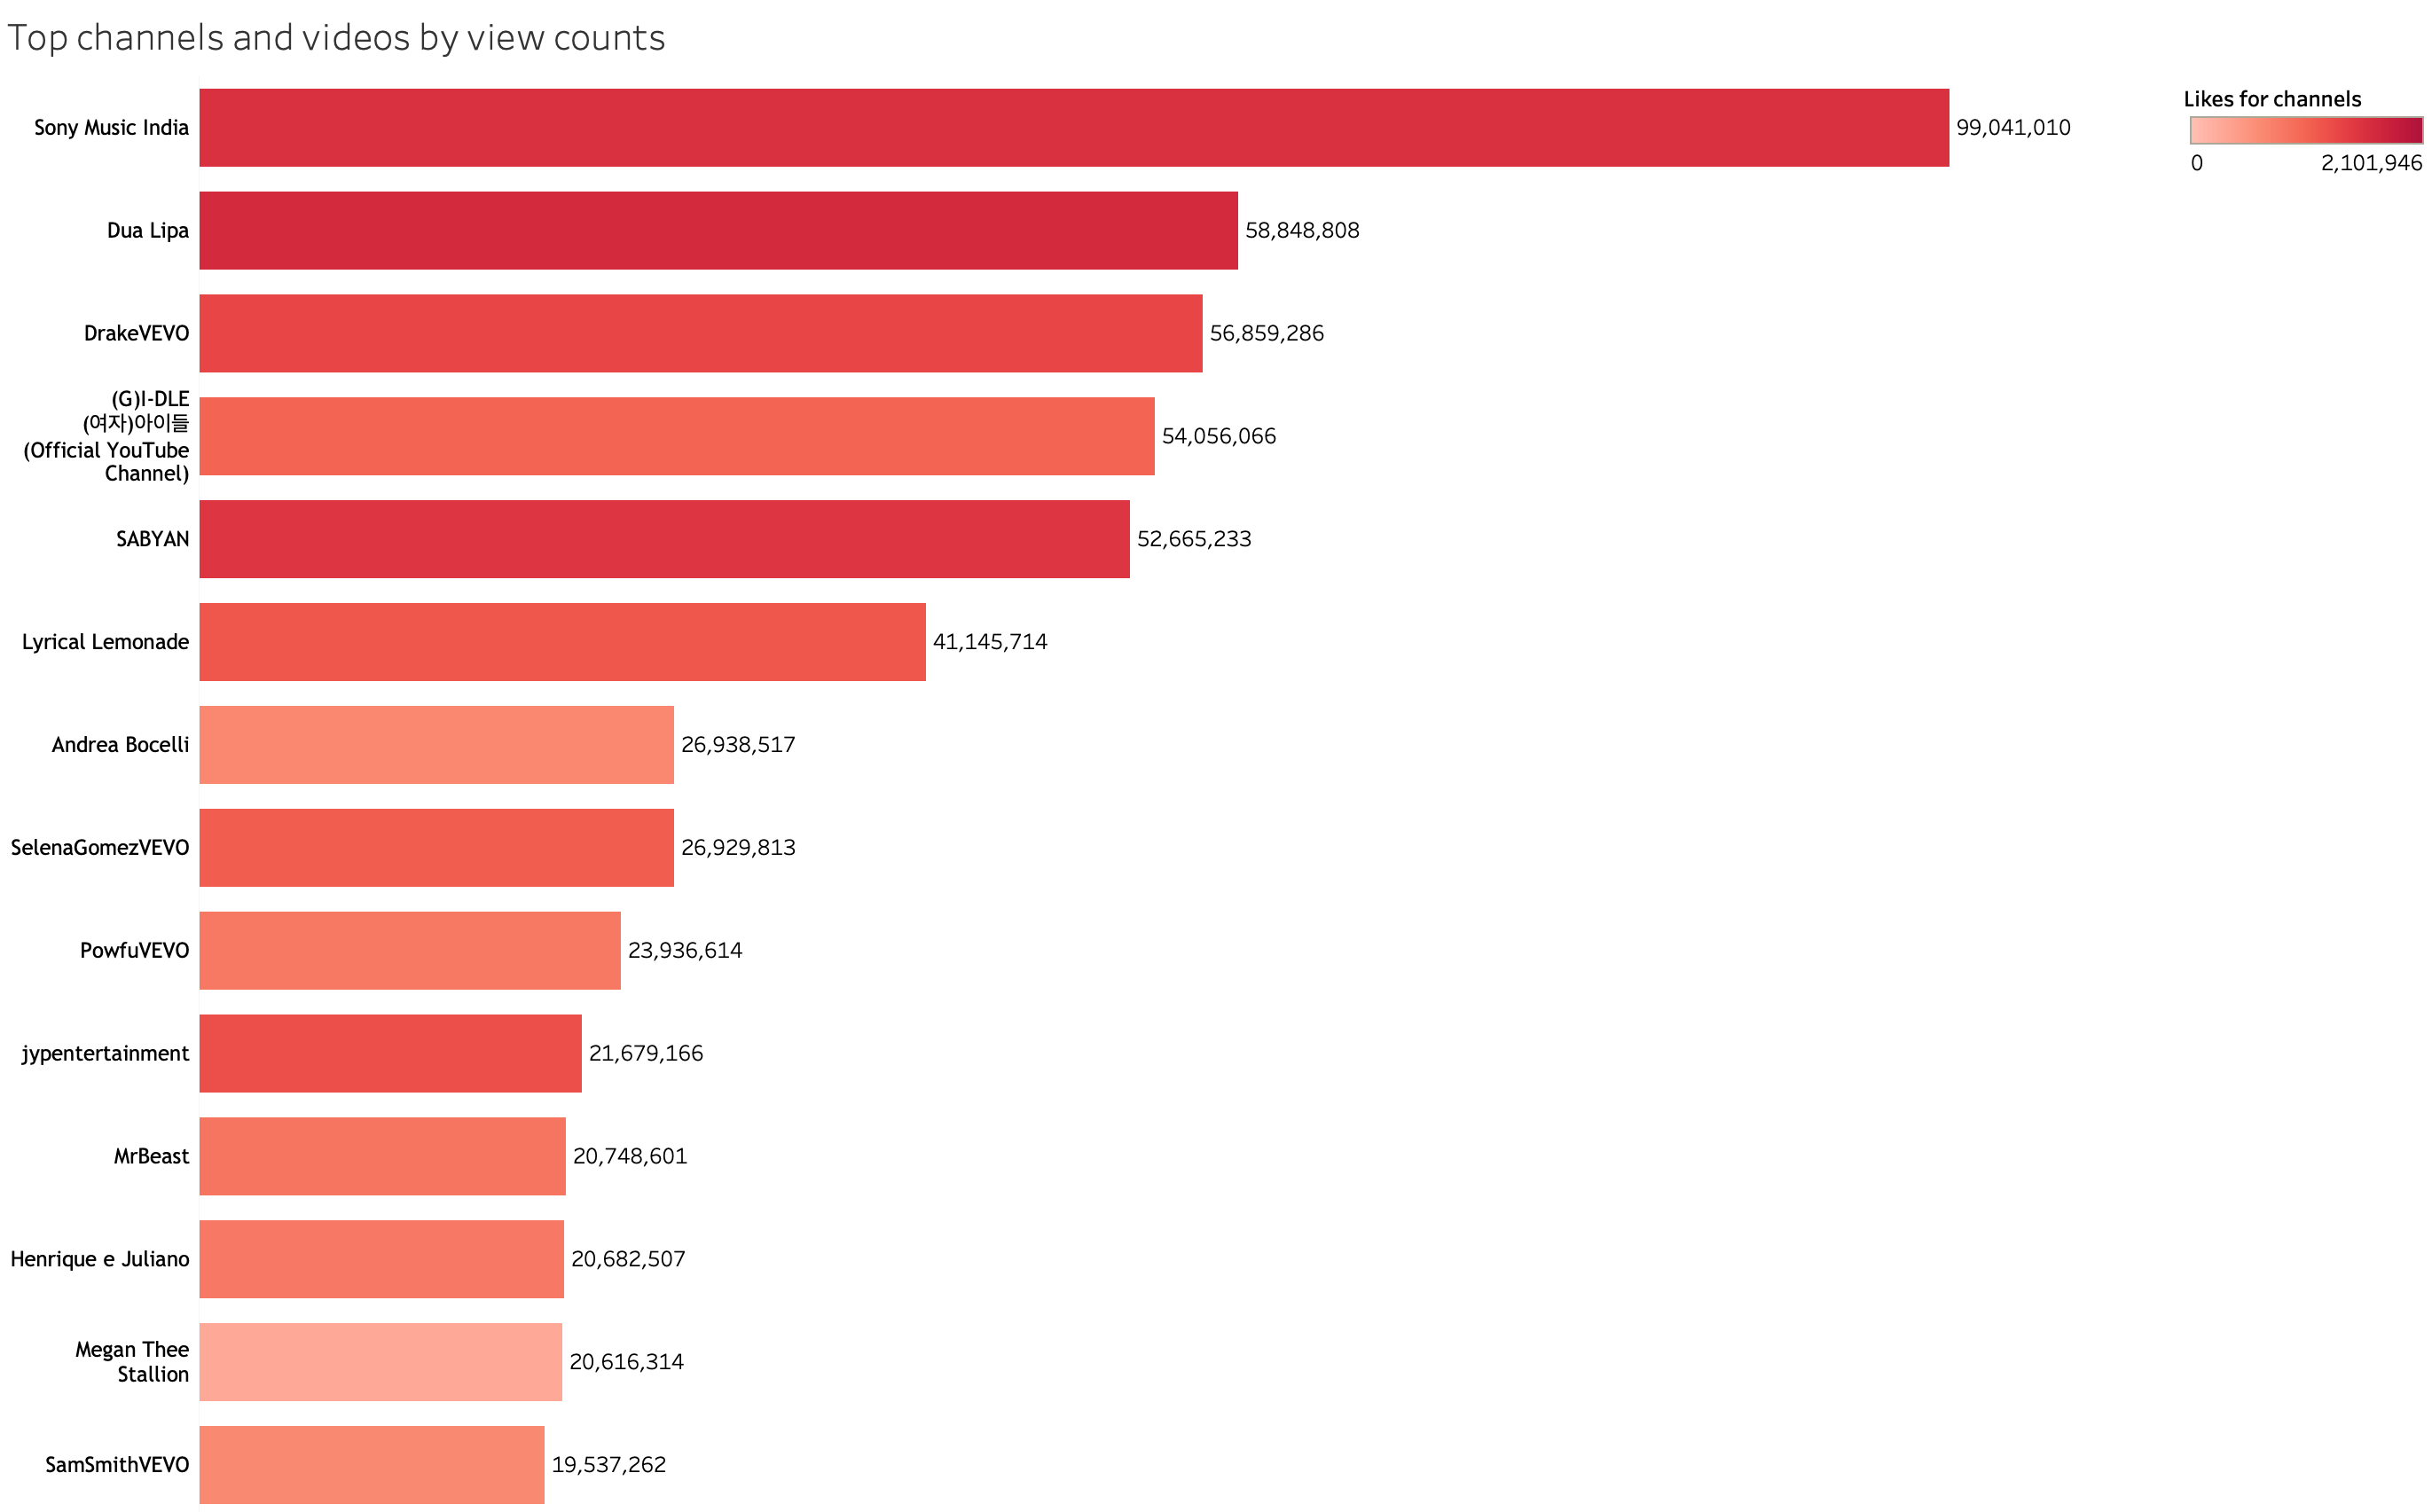 Top channels and videos by view counts
Likes for channels
0 2,101,946
Sony Music India 99,041,010
Dua Lipa 58,848,808
DrakeVEVO 56,859,286
(G)I-DLE
(여자)아이들
(Official YouTube
Channel)
54,056,066
SABYAN 52,665,233
Lyrical Lemonade 41,145,714
Andrea Bocelli 26,938,517
SelenaGomezVEVO 26,929,813
PowfuVEVO 23,936,614
jypentertainment 21,679,166
MrBeast 20,748,601
Henrique e Juliano 20,682,507
Megan Thee
Stallion
20,616,314
SamSmithVEVO 19,537,262